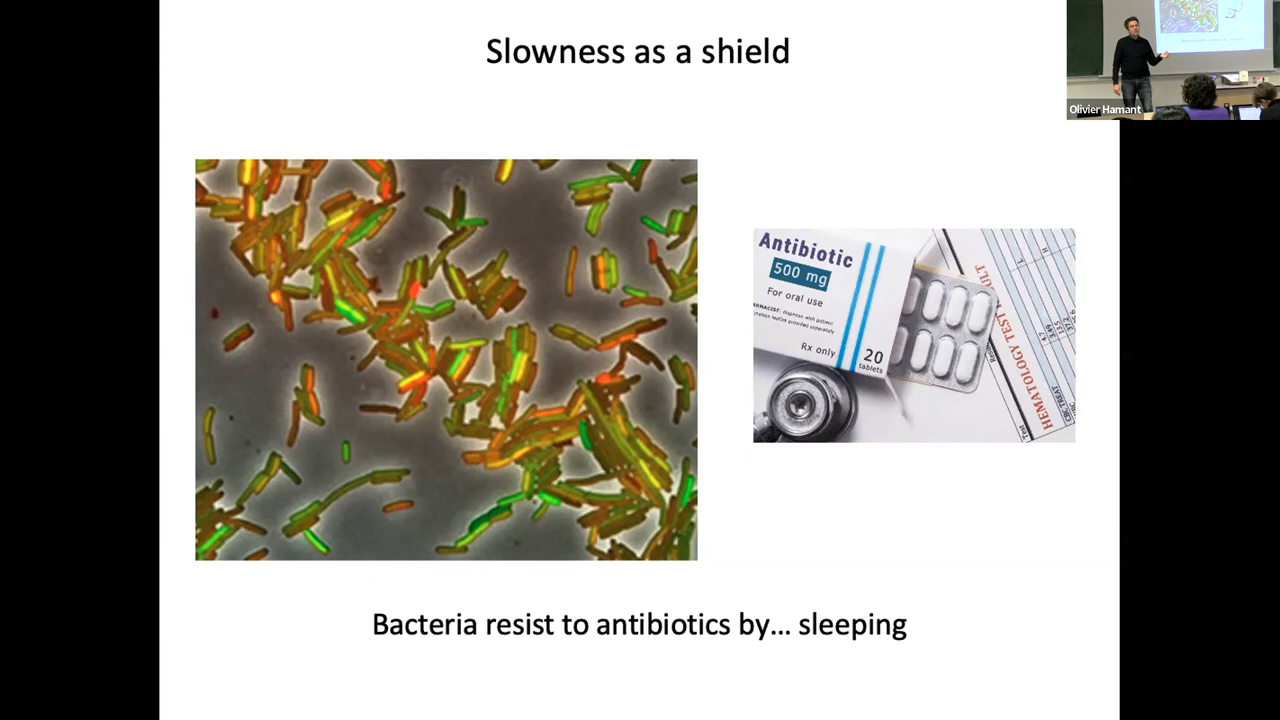 Slowness as a shield
Olivier Hamant
Antibiotic
500 mg
For oral use
Rx only
20
tablets
HEMATOLOGY TEST
Bacteria resist to antibiotics by... sleeping